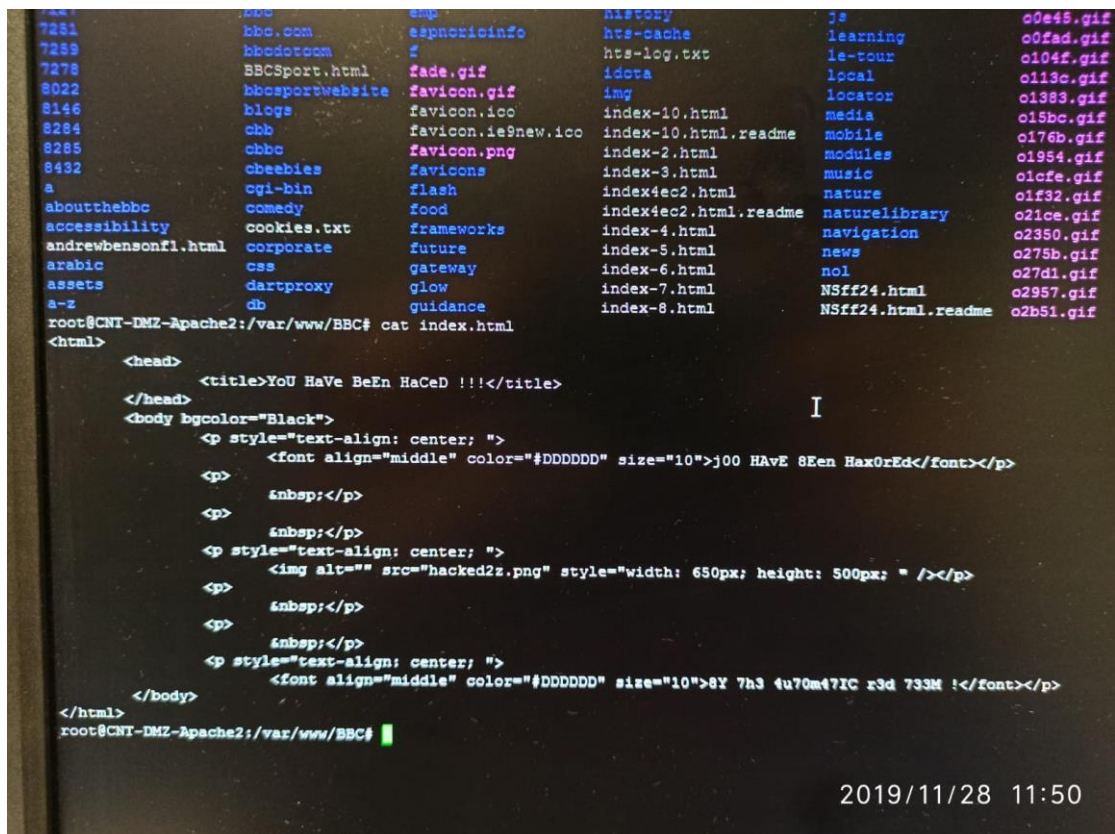 7251 bbc.com espncricinfo hts-cache learning o0fad.gif
7259 bbcdotcom f hts-log.txt le-tour o104f.gif
7278 BBCSport.html fade.gif idcta local o113c.gif
8022 bbcsportwebsite favicon.gif img locator o1383.gif
8146 blogs favicon.ico index-10.html media o15bc.gif
8284 cbb favicon.ie9new.ico index-10.html.readme mobile o176b.gif
8285 cbbc favicon.png index-2.html modules o1954.gif
8432 cbeebies favicons index-3.html music o1cfe.gif
a cgi-bin flash index4ec2.html nature o1f32.gif
aboutthebbc comedy food index4ec2.html.readme naturelibrary o21ce.gif
accessibility cookies.txt frameworks index-4.html navigation o2350.gif
andrewbensonf1.html corporate future index-5.html news o275b.gif
arabic css gateway index-6.html nol o27d1.gif
assets dartproxy glow index-7.html NSff24.html o2957.gif
a-z db guidance index-8.html NSff24.html.readme o2b51.gif
root@CNT-DMZ-Apache2:/var/www/BBC# cat index.html
<html>
<head>
<title>YoU HaVe BeEn HaCeD !!!</title>
</head>
<body bgcolor="Black">
<p style="text-align: center; ">
<font align="middle" color="#DDDDDD" size="10">j00 HAvE 8Een Hax0rEd</font></p>
<p>
&nbsp;</p>
<p>
&nbsp;</p>
<p style="text-align: center; ">
<img alt="" src="hacked2z.png" style="width: 650px; height: 500px; " /></p>
<p>
&nbsp;</p>
<p>
&nbsp;</p>
<p style="text-align: center; ">
<font align="middle" color="#DDDDDD" size="10">8Y 7h3 4u70m47IC r3d 733M !</font></p>
</body>
</html>
root@CNT-DMZ-Apache2:/var/www/BBC#
2019/11/28 11:50